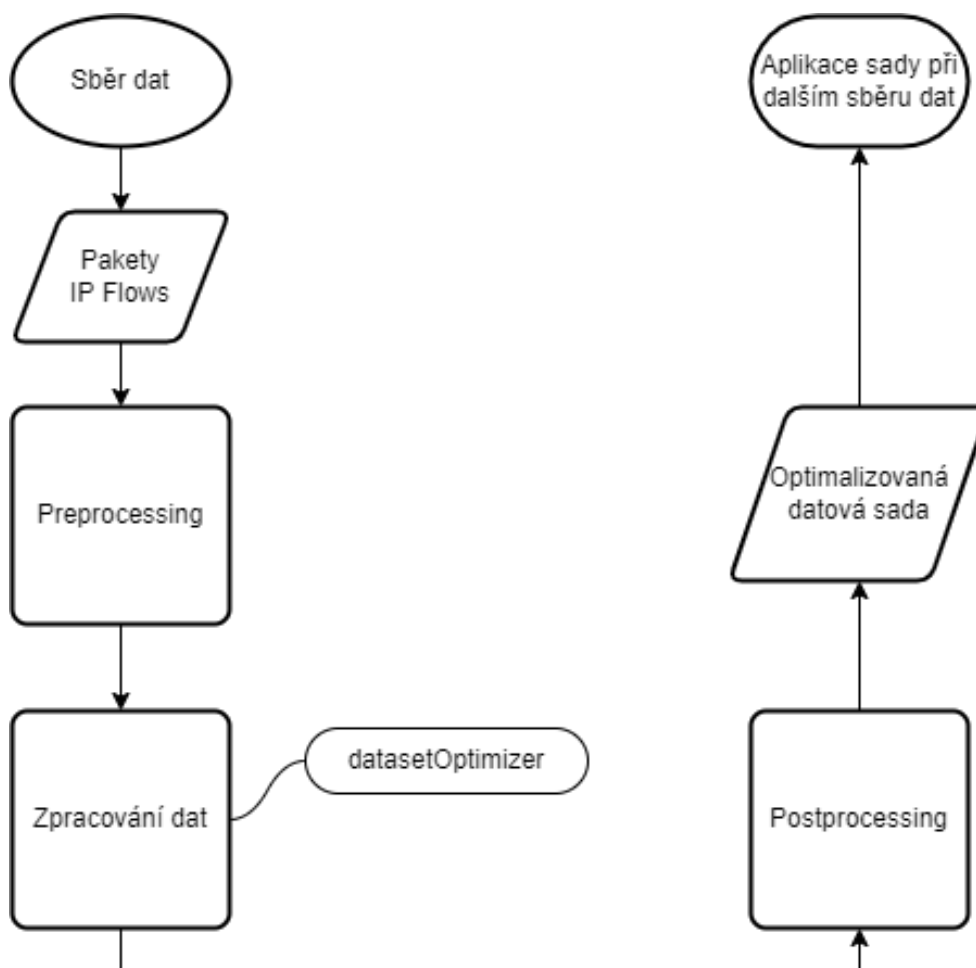 Sběr dat
Pakety
IP Flows
Preprocessing
Zpracování dat
datasetOptimizer
Postprocessing
Optimalizovaná
datová sada
Aplikace sady při
dalším sběru dat